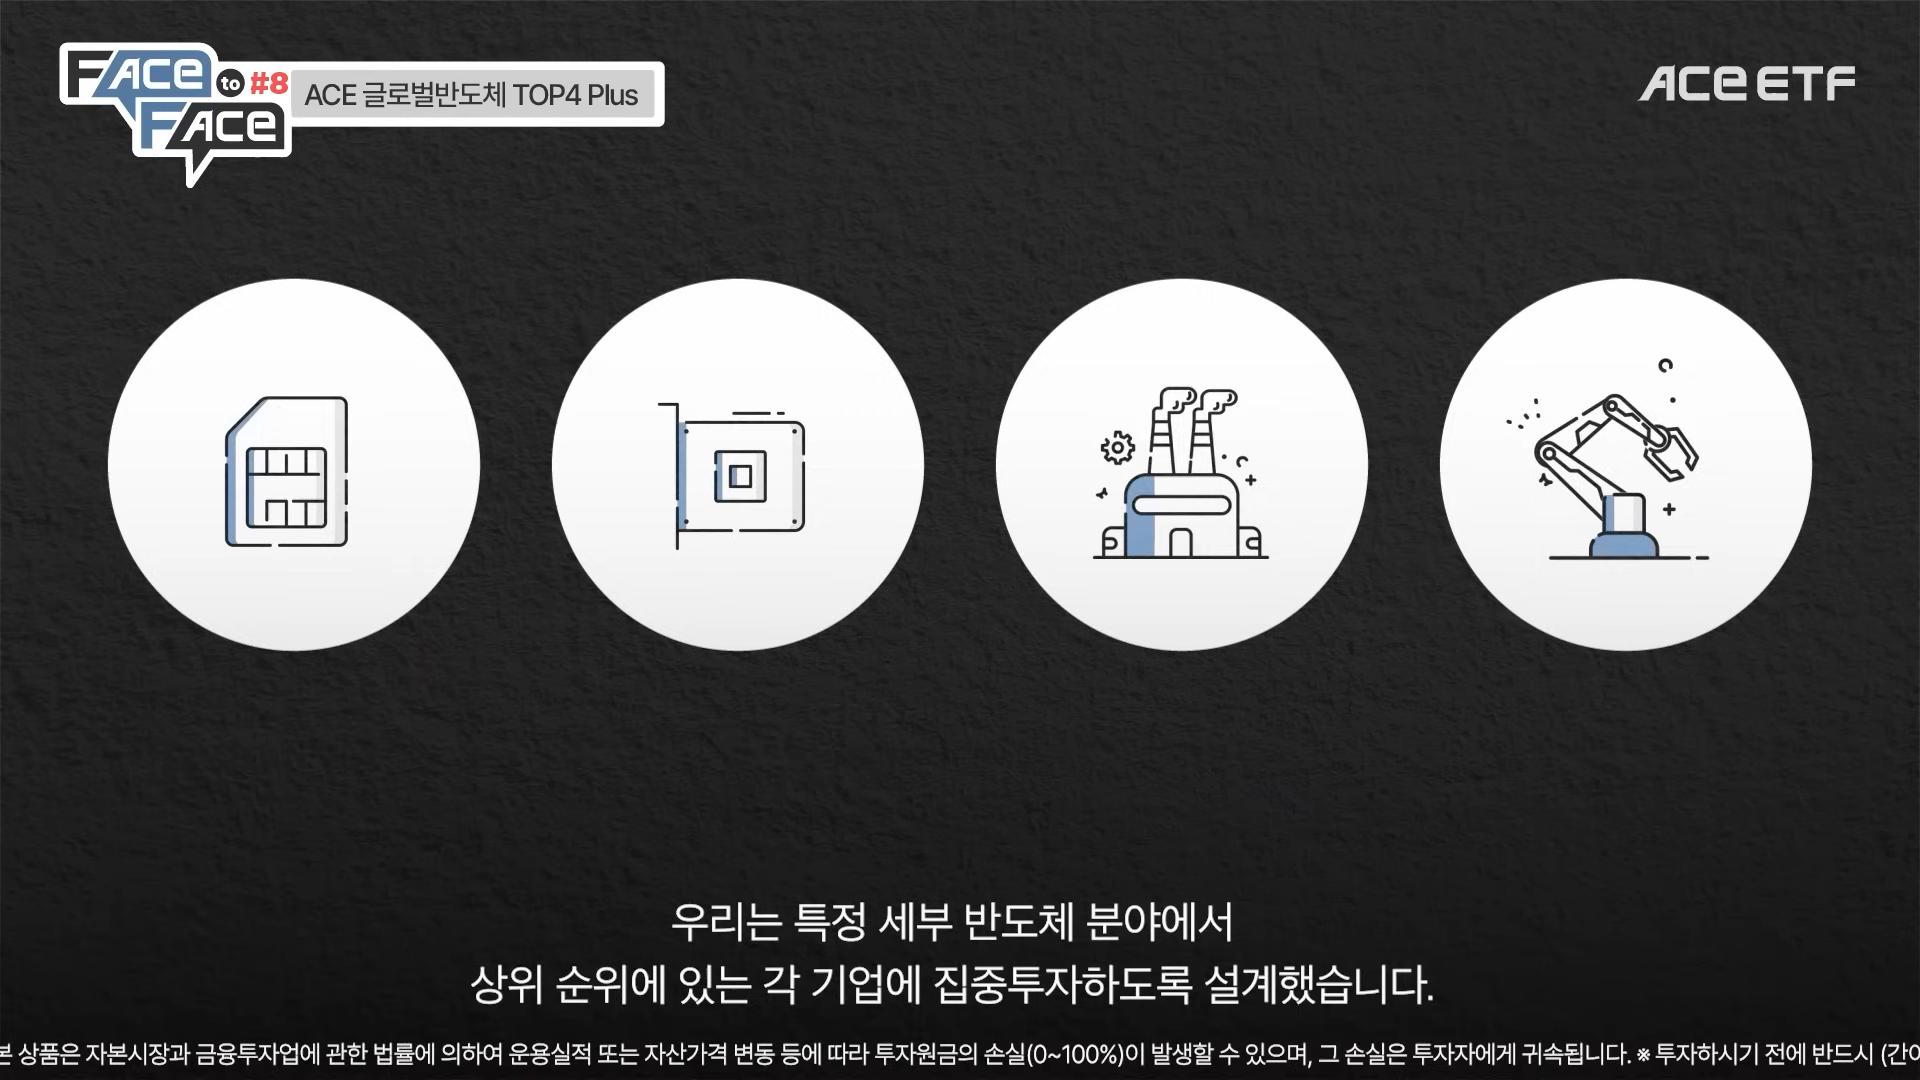 FACE to #8
FACE
ACE 글로벌반도체 TOP4 Plus
ACE ETF
우리는 특정 세부 반도체 분야에서
상위 순위에 있는 각 기업에 집중투자하도록 설계했습니다.
본 상품은 자본시장과 금융투자업에 관한 법률에 의하여 운용실적 또는 자산가격 변동 등에 따라 투자원금의 손실(0~100%)이 발생할 수 있으며, 그 손실은 투자자에게 귀속됩니다. ※ 투자하시기 전에 반드시